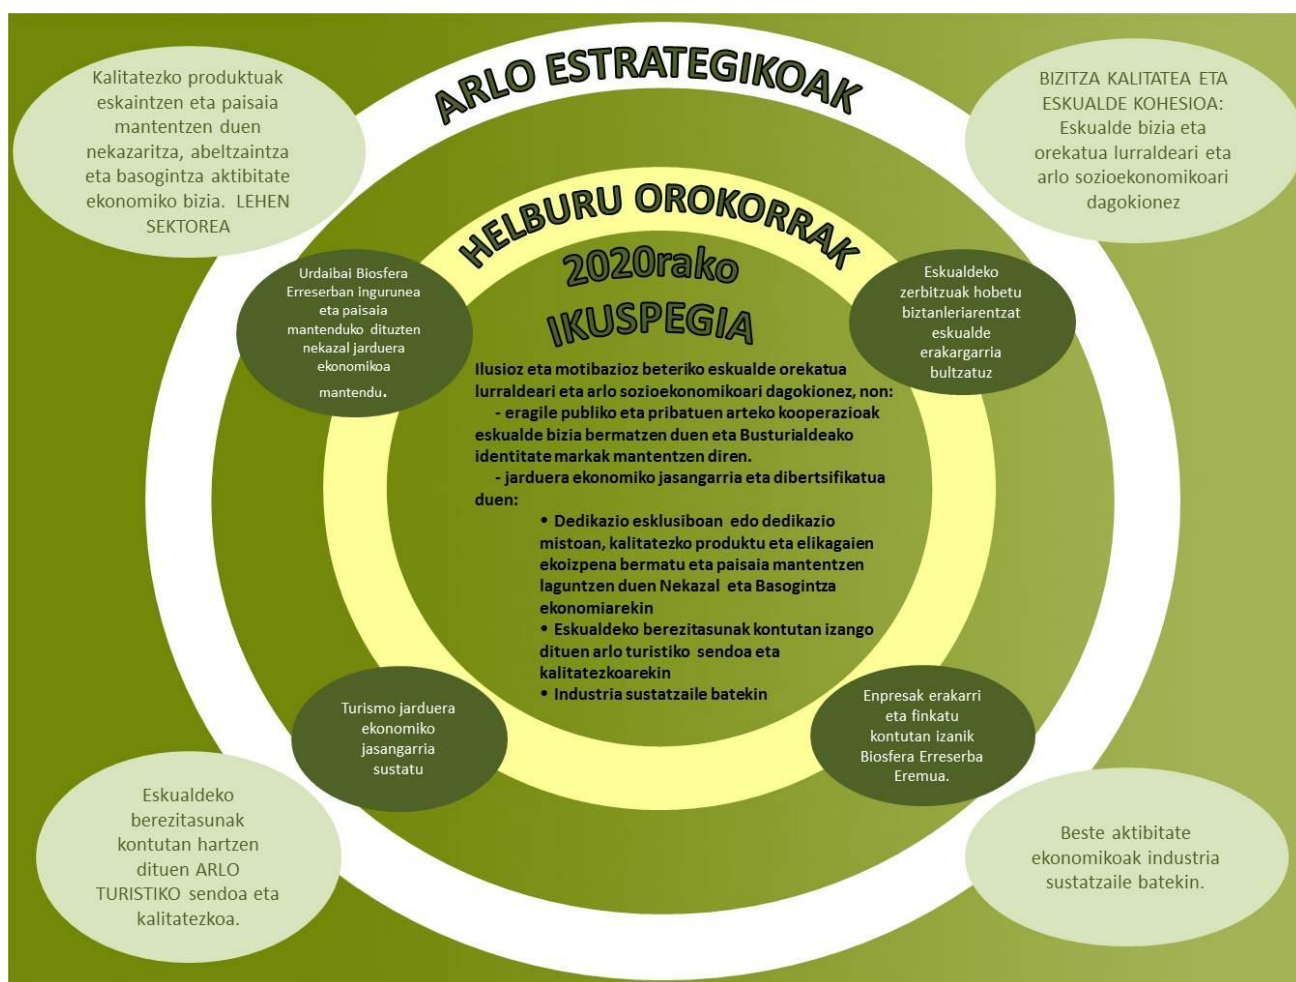 ARLO ESTRATEGIKOAK
Kalitatezko produktuak
eskaintzen eta paisaia
mantentzen duen
nekazaritza, abeltzaintza
eta basogintza aktibitate
ekonomiko bizia. LEHEN
SEKTOREA
BIZITZA KALITATEA ETA
ESKUALDE KOHESIOA:
Eskualde bizia eta
orekatua lurraldeari eta
arlo sozioekonomikoari
dagokionez
HELBURU OROKORRAK
Urdaibai Biosfera
Erreserban ingurunea
eta paisaia
mantenduko dituzten
nekazal jarduera
ekonomikoa
mantendu.
Eskualdeko
zerbitzuak hobetu
biztanleriarentzat
eskualde
erakargarria
bultzatuz
2020rako
IKUSPEGIA
Ilusioz eta motibazioz beteriko eskualde orekatua
lurraldeari eta arlo sozioekonomikoari dagokionez, non:
- eragile publiko eta pribatuen arteko kooperazioak
eskualde bizia bermatzen duen eta Busturialdeako
identitate markak mantentzen diren.
- jarduera ekonomiko jasangarria eta dibertsifikatua
duen:
• Dedikazio esklusiboan edo dedikazio
mistoan, kalitatezko produktu eta elikagaien
ekoizpena bermatu eta paisaia mantentzen
laguntzen duen Nekazal eta Basogintza
ekonomiarekin
• Eskualdeko berezitasunak kontutan izango
dituen arlo turistiko sendoa eta
kalitatezkoarekin
• Industria sustatzaile batekin
Turismo jarduera
ekonomiko
jasangarria
sustatu
Enpresak erakarri
eta finkatu
kontutan izanik
Biosfera Erreserba
Eremua.
Eskualdeko
berezitasunak
kontutan hartzen
dituen ARLO
TURISTIKO sendoa eta
kalitatezkoa.
Beste aktibitate
ekonomikoak industria
sustatzaile batekin.